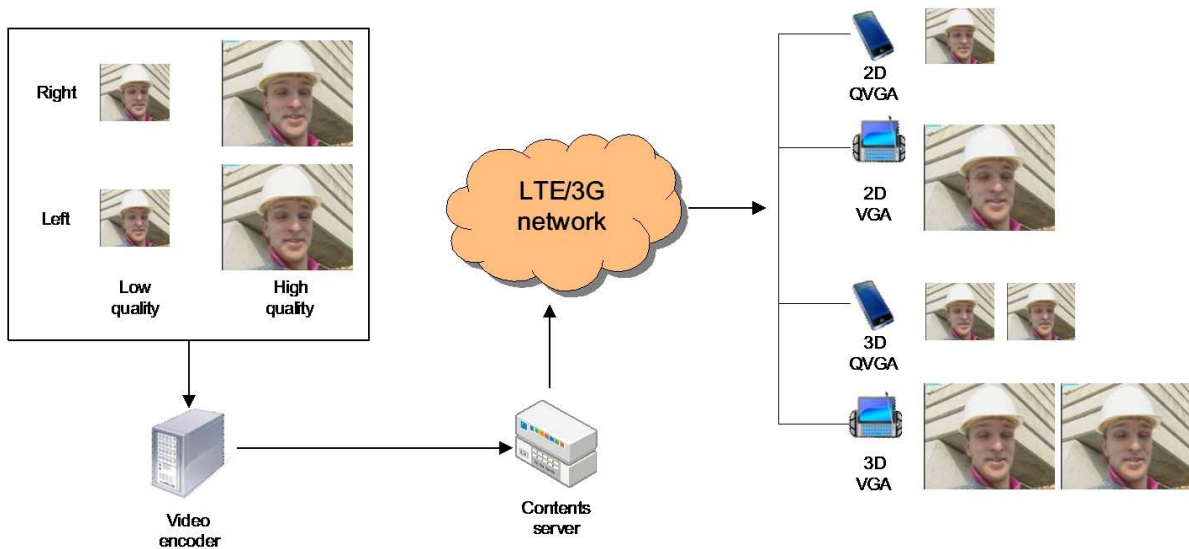 Right
Left
Low
quality
High
quality
Video
encoder
Contents
server
LTE/3G
network
2D
QVGA
2D
VGA
3D
QVGA
3D
VGA